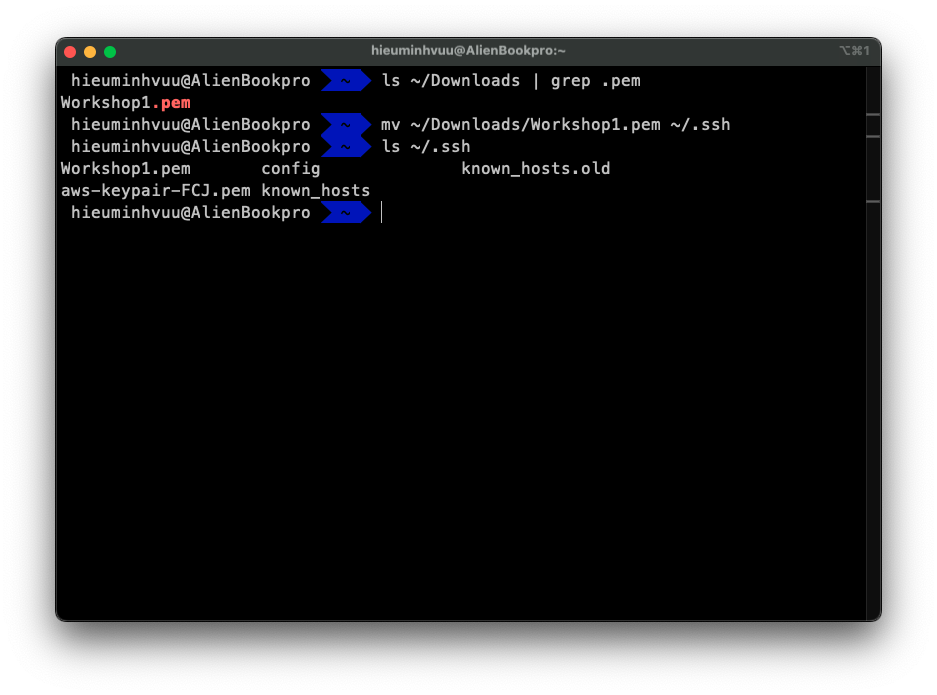 hieuminhvuu@AlienBookpro:~ ⌥⌘1
hieuminhvuu@AlienBookpro ~ ls ~/Downloads | grep .pem
Workshop1.pem
hieuminhvuu@AlienBookpro ~ mv ~/Downloads/Workshop1.pem ~/.ssh
hieuminhvuu@AlienBookpro ~ ls ~/.ssh
Workshop1.pem config known_hosts.old
aws-keypair-FCJ.pem known_hosts
hieuminhvuu@AlienBookpro ~